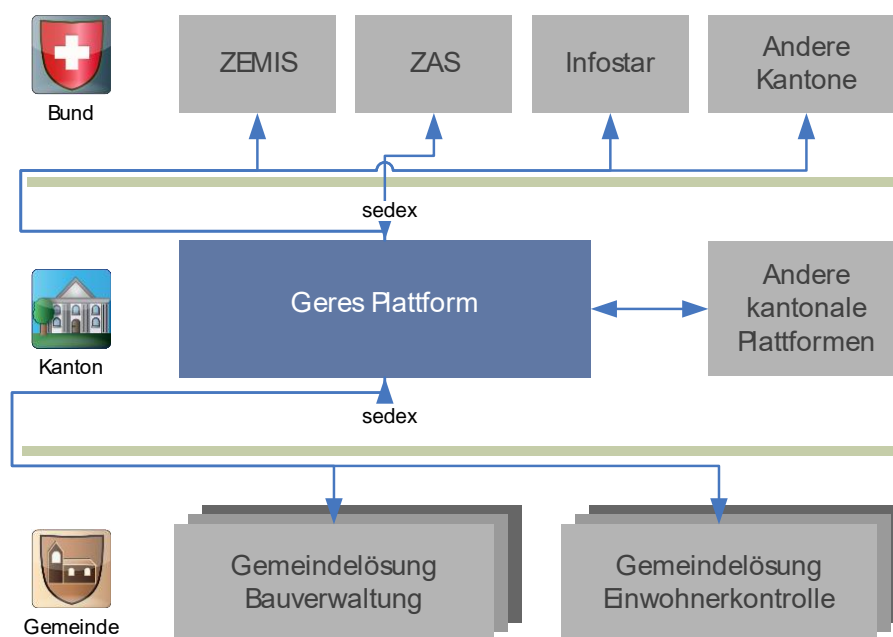 Bund
ZEMIS
ZAS
Infostar
Andere
Kantone
sedex
Kanton
Geres Plattform
Andere
kantonale
Plattformen
sedex
Gemeinde
Gemeindelösung
Bauverwaltung
Gemeindelösung
Einwohnerkontrolle